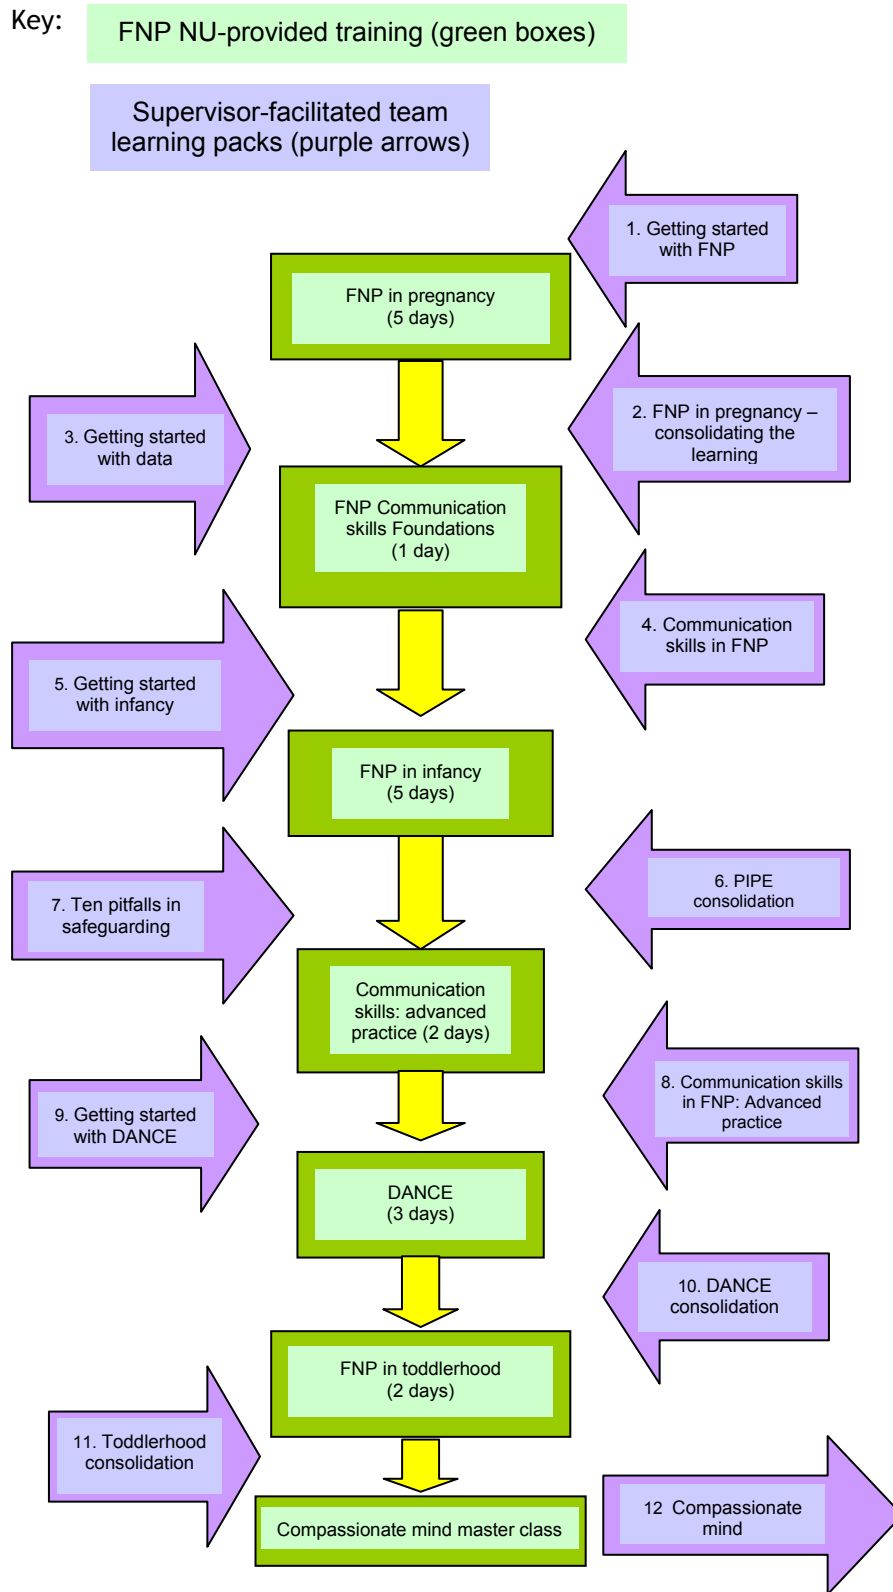 Key:
FNP NU-provided training (green boxes)
Supervisor-facilitated team
learning packs (purple arrows)
1. Getting started
with FNP
FNP in pregnancy
(5 days)
2. FNP in pregnancy –
consolidating the
learning
3. Getting started
with data
FNP Communication
skills Foundations
(1 day)
4. Communication
skills in FNP
5. Getting started
with infancy
FNP in infancy
(5 days)
6. PIPE
consolidation
7. Ten pitfalls in
safeguarding
Communication
skills: advanced
practice (2 days)
8. Communication skills
in FNP: Advanced
practice
9. Getting started
with DANCE
DANCE
(3 days)
10. DANCE
consolidation
FNP in toddlerhood
(2 days)
11. Toddlerhood
consolidation
Compassionate mind master class
12 Compassionate
mind